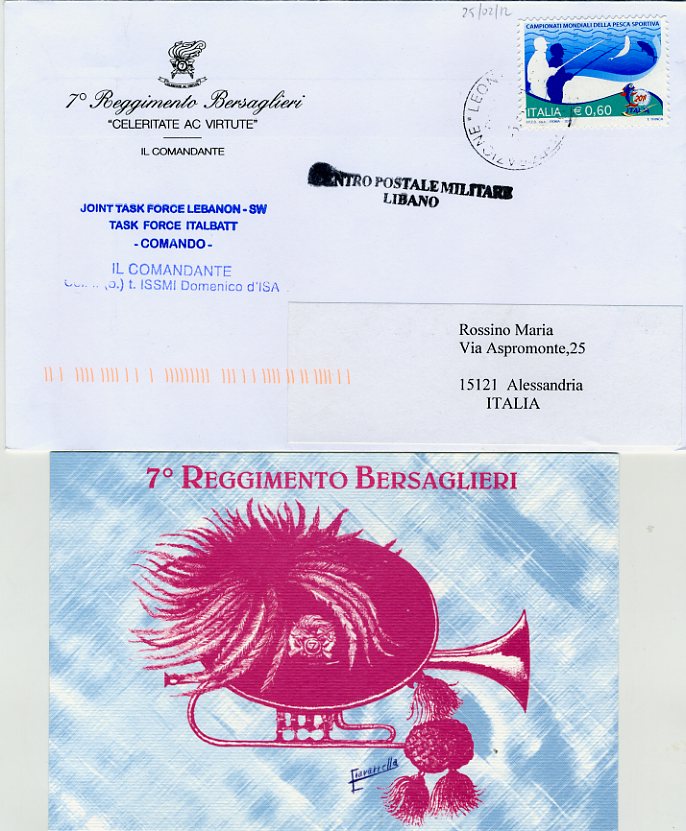 25/02/12
CAMPIONATI MONDIALI DELLA PESCA SPORTIVA
ITALIA € 0,60
7° Reggimento Bersaglieri
"CELERITATE AC VIRTUTE"
IL COMANDANTE
CENTRO POSTALE MILITARE
LIBANO
JOINT TASK FORCE LEBANON - SW
TASK FORCE ITALBATT
- COMANDO -
IL COMANDANTE
t. ISSMI Domenico d'ISA
Rossino Maria
Via Aspromonte,25
15121 Alessandria
ITALIA
7° REGGIMENTO BERSAGLIERI